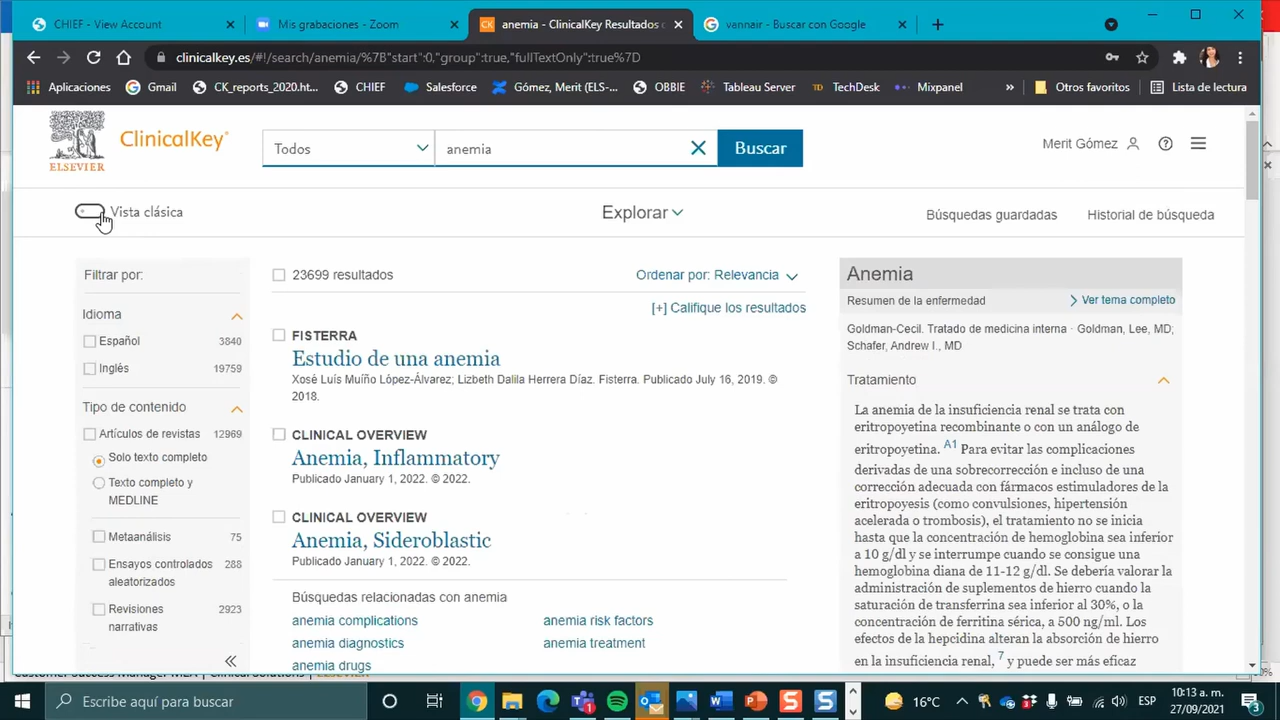 CHIEF - View Account
Mis grabaciones - Zoom
anemia - ClinicalKey Resultados
vannair - Buscar con Google
clinicalkey.es/#!/search/anemia/%7B"start":0,"group":true,"fullTextOnly":true%7D
Aplicaciones
Gmail
CK_reports_2020.ht...
CHIEF
Salesforce
Gómez, Merit (ELS-...
OBBIE
Tableau Server
TechDesk
Mixpanel
»
Otros favoritos
Lista de lectura
ELSEVIER
ClinicalKey®
Todos
anemia
Buscar
Merit Gómez
Vista clásica
Explorar
Búsquedas guardadas
Historial de búsqueda
Filtrar por:
Idioma
Español 3840
Inglés 19759
Tipo de contenido
Artículos de revistas 12969
Solo texto completo
Texto completo y
MEDLINE
Metaanálisis 75
Ensayos controlados 288
aleatorizados
Revisiones 2923
narrativas
23699 resultados
Ordenar por: Relevancia
[+] Califique los resultados
FISTERRA
Estudio de una anemia
Xosé Luís Muíño López-Álvarez; Lizbeth Dalila Herrera Díaz. Fisterra. Publicado July 16, 2019. ©
2018.
CLINICAL OVERVIEW
Anemia, Inflammatory
Publicado January 1, 2022. © 2022.
CLINICAL OVERVIEW
Anemia, Sideroblastic
Publicado January 1, 2022. © 2022.
Búsquedas relacionadas con anemia
anemia complications
anemia risk factors
anemia diagnostics
anemia treatment
anemia drugs
Anemia
Resumen de la enfermedad
Ver tema completo
Goldman-Cecil. Tratado de medicina interna · Goldman, Lee, MD;
Schafer, Andrew I., MD
Tratamiento
La anemia de la insuficiencia renal se trata con
eritropoyetina recombinante o con un análogo de
eritropoyetina. A1 Para evitar las complicaciones
derivadas de una sobrecorrección e incluso de una
corrección adecuada con fármacos estimuladores de la
eritropoyesis (como convulsiones, hipertensión
acelerada o trombosis), el tratamiento no se inicia
hasta que la concentración de hemoglobina sea inferior
a 10 g/dl y se interrumpe cuando se consigue una
hemoglobina diana de 11-12 g/dl. Se debería valorar la
administración de suplementos de hierro cuando la
saturación de transferrina sea inferior al 30%, o la
concentración de ferritina sérica, a 500 ng/ml. Los
efectos de la hepcidina alteran la absorción de hierro
en la insuficiencia renal, 7 y puede ser más eficaz
Escribe aquí para buscar
16°C
ESP
10:13 a. m.
27/09/2021
3